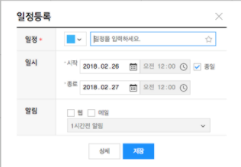 일정등록
일정 * 일정을 입력하세요.
일시 · 시작 2018.02.26 오전 12:00 종일
· 종료 2018.02.27 오전 12:00
알림 웹 메일
1시간전 알림
상세 저장